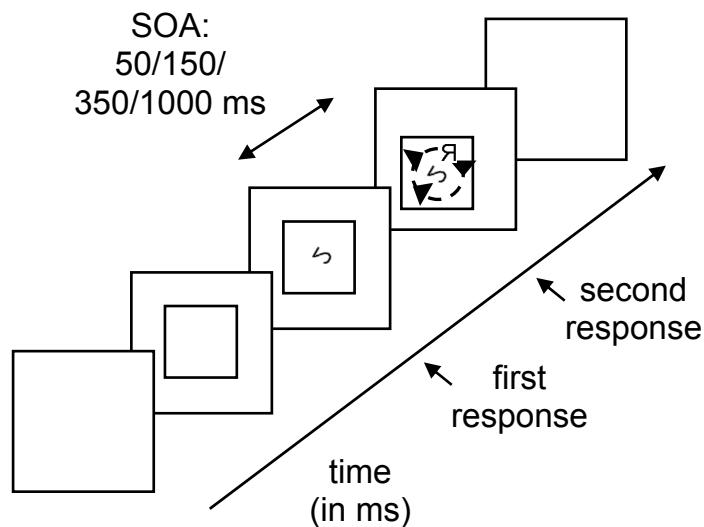 SOA:
50/150/
350/1000 ms
R
S
S
second
response
first
response
time
(in ms)